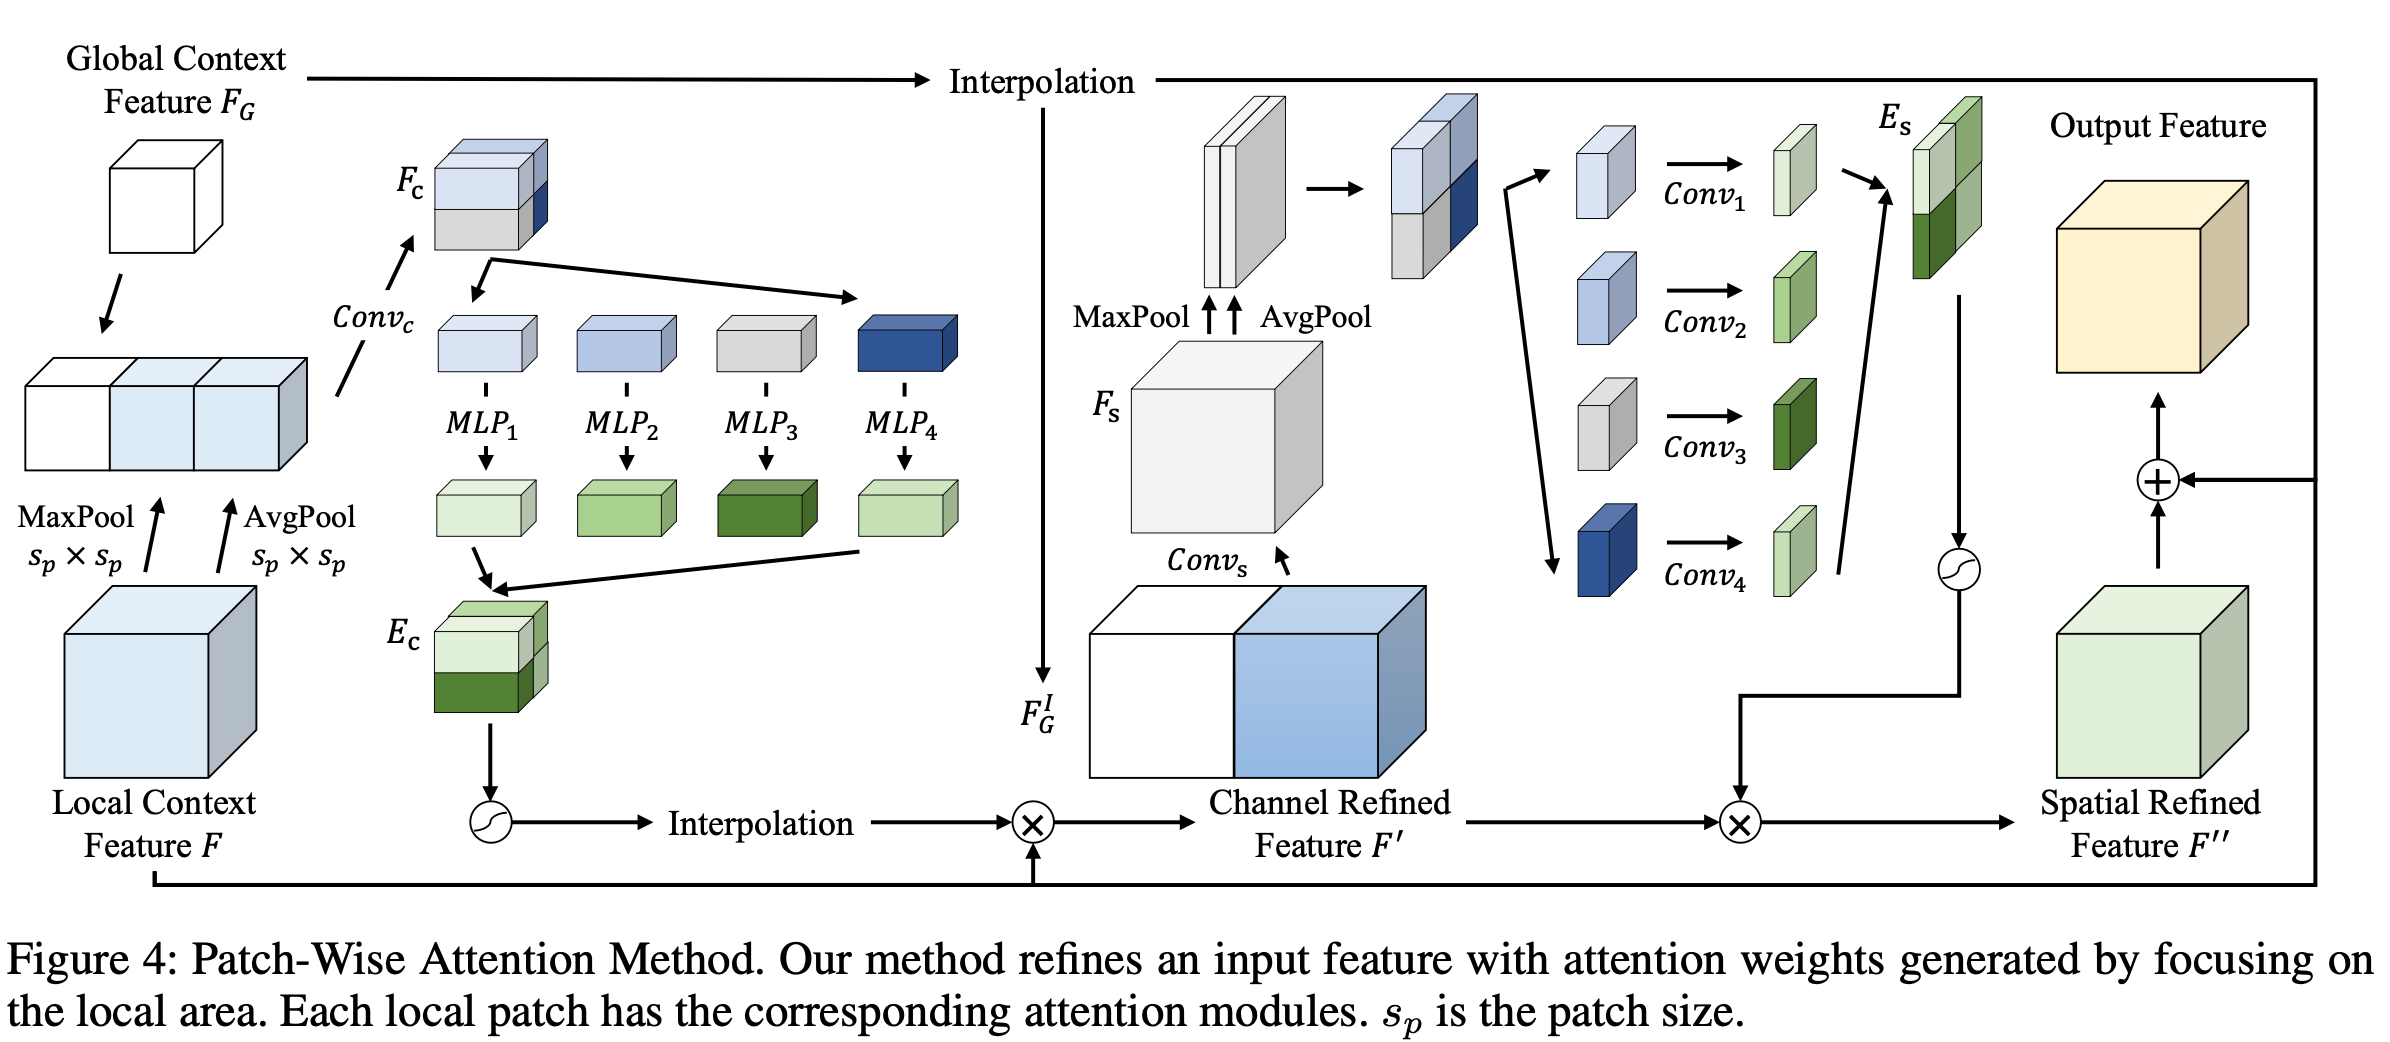 Global Context
Feature F_G
Interpolation
F_c
Conv_c
MLP_1
MLP_2
MLP_3
MLP_4
MaxPool
s_p × s_p
AvgPool
s_p × s_p
E_c
Local Context
Feature F
Interpolation
F_G^I
MaxPool
AvgPool
F_s
Conv_s
Channel Refined
Feature F′
Conv_1
Conv_2
Conv_3
Conv_4
E_s
Output Feature
Spatial Refined
Feature F′′
Figure 4: Patch-Wise Attention Method. Our method refines an input feature with attention weights generated by focusing on
the local area. Each local patch has the corresponding attention modules. s_p is the patch size.